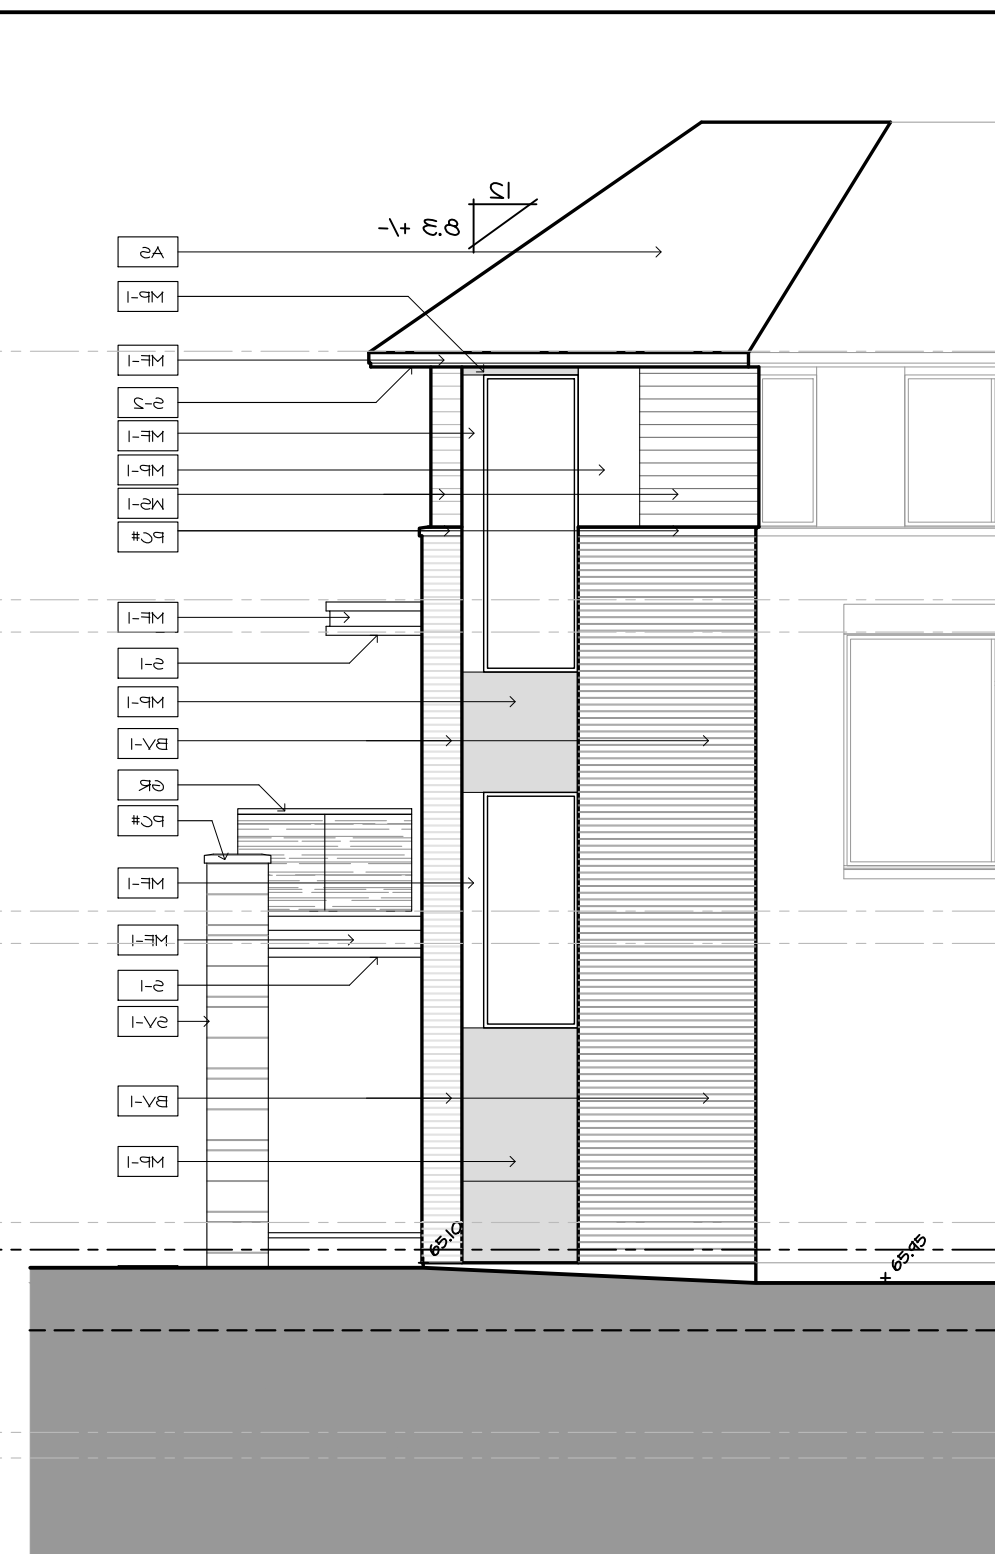 12
8.3 +/-
AS
MP-1
MF-1
S-2
MF-1
MP-1
WS-1
PC#
MF-1
S-1
MP-1
BV-1
GR
PC#
MF-1
MF-1
S-1
SV-1
BV-1
MP-1
65.10
+ 65.95